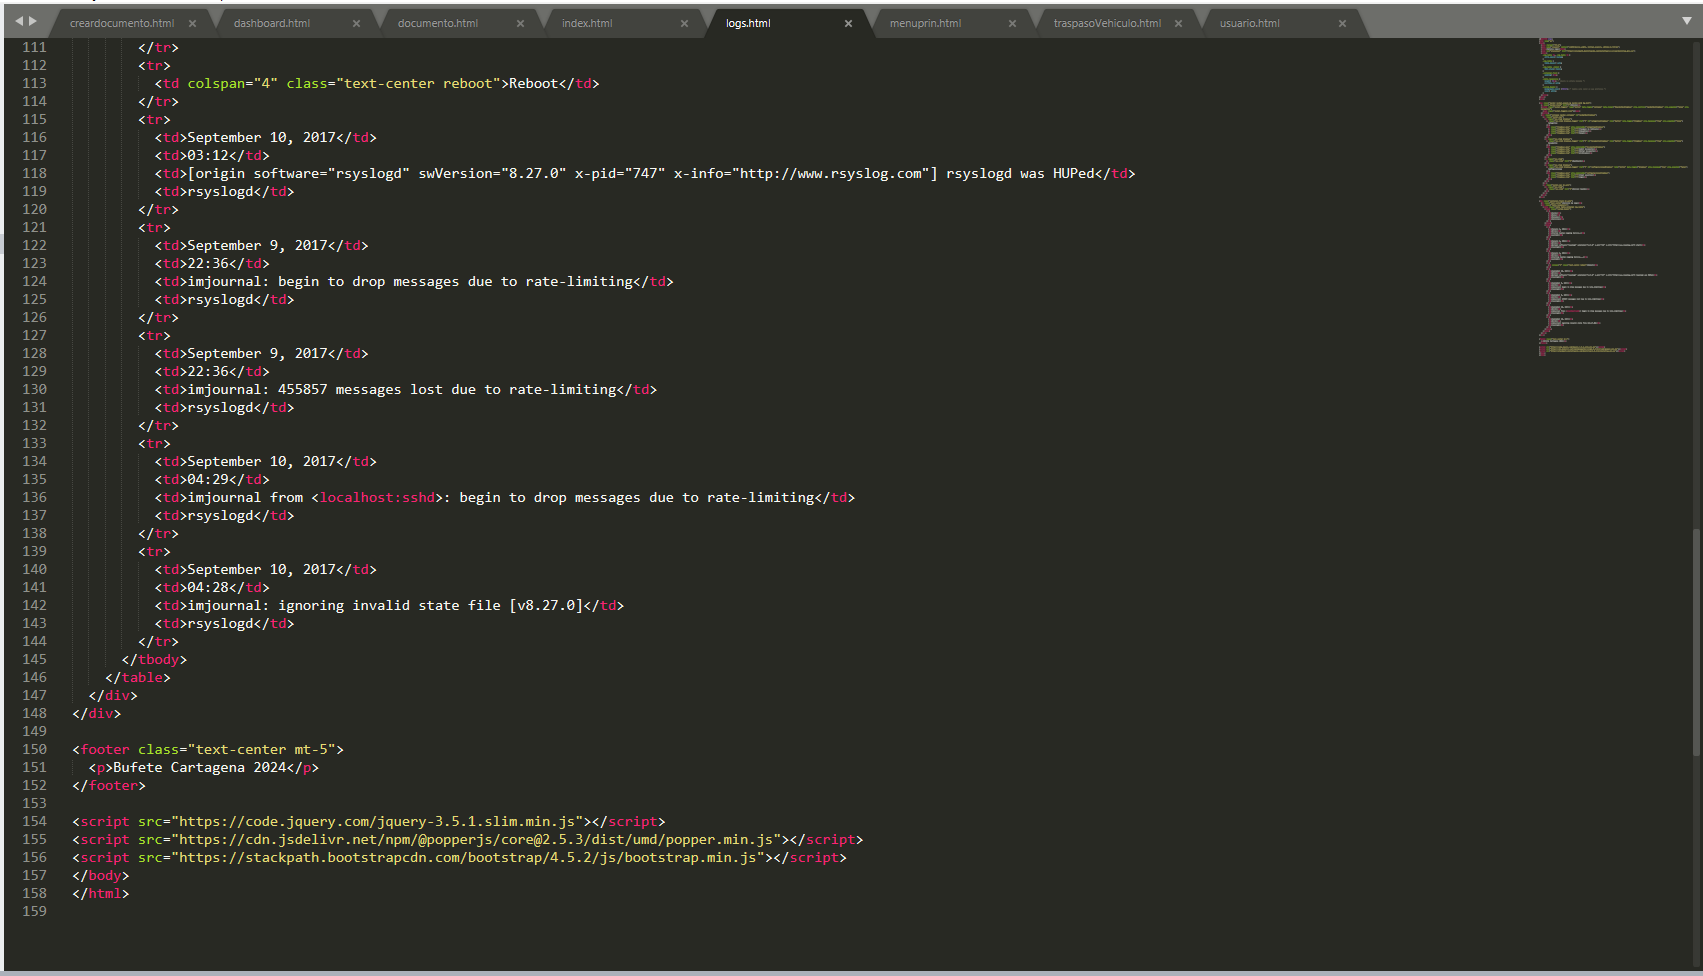 creardocumento.html
dashboard.html
documento.html
index.html
logs.html
menuprin.html
traspasoVehiculo.html
usuario.html
111 </tr>
112 <tr>
113 <td colspan="4" class="text-center reboot">Reboot</td>
114 </tr>
115 <tr>
116 <td>September 10, 2017</td>
117 <td>03:12</td>
118 <td>[origin software="rsyslogd" swVersion="8.27.0" x-pid="747" x-info="http://www.rsyslog.com"] rsyslogd was HUPed</td>
119 <td>rsyslogd</td>
120 </tr>
121 <tr>
122 <td>September 9, 2017</td>
123 <td>22:36</td>
124 <td>imjournal: begin to drop messages due to rate-limiting</td>
125 <td>rsyslogd</td>
126 </tr>
127 <tr>
128 <td>September 9, 2017</td>
129 <td>22:36</td>
130 <td>imjournal: 455857 messages lost due to rate-limiting</td>
131 <td>rsyslogd</td>
132 </tr>
133 <tr>
134 <td>September 10, 2017</td>
135 <td>04:29</td>
136 <td>imjournal from <localhost:sshd>: begin to drop messages due to rate-limiting</td>
137 <td>rsyslogd</td>
138 </tr>
139 <tr>
140 <td>September 10, 2017</td>
141 <td>04:28</td>
142 <td>imjournal: ignoring invalid state file [v8.27.0]</td>
143 <td>rsyslogd</td>
144 </tr>
145 </tbody>
146 </table>
147 </div>
148 </div>
149
150 <footer class="text-center mt-5">
151 <p>Bufete Cartagena 2024</p>
152 </footer>
153
154 <script src="https://code.jquery.com/jquery-3.5.1.slim.min.js"></script>
155 <script src="https://cdn.jsdelivr.net/npm/@popperjs/core@2.5.3/dist/umd/popper.min.js"></script>
156 <script src="https://stackpath.bootstrapcdn.com/bootstrap/4.5.2/js/bootstrap.min.js"></script>
157 </body>
158 </html>
159